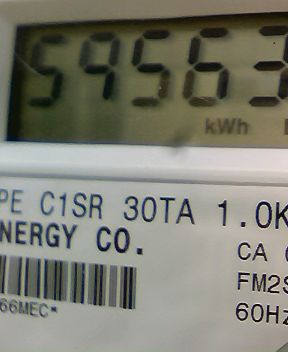 59563
kWh
PE C1SR 30TA 1.0K
NERGY CO.
CA
FM2S
60Hz
66MEC*